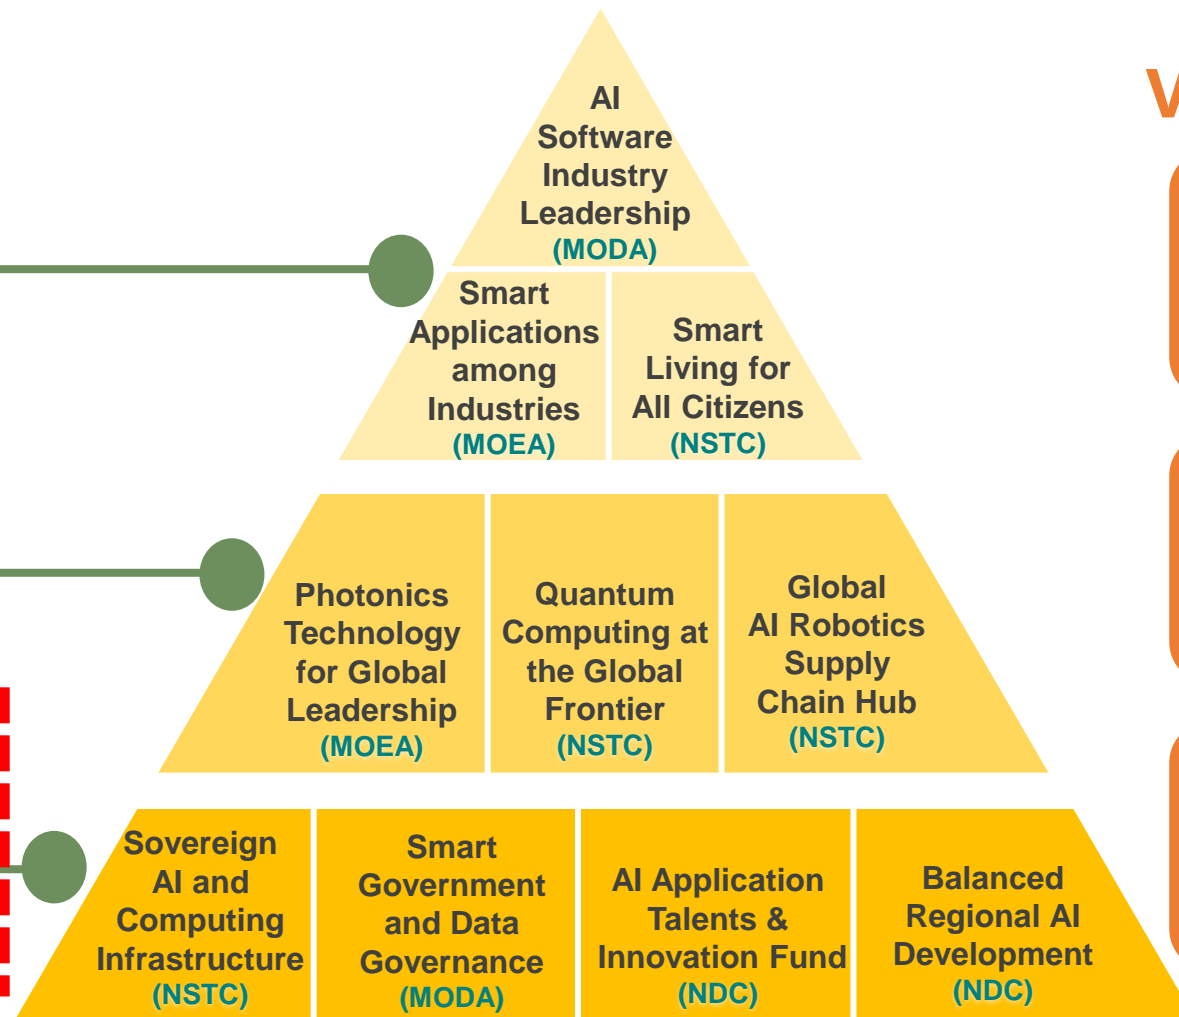 AI
Software
Industry
Leadership
(MODA)
Smart
Applications
among
Industries
(MOEA)
Smart
Living for
All Citizens
(NSTC)
Photonics
Technology
for Global
Leadership
(MOEA)
Quantum
Computing at
the Global
Frontier
(NSTC)
Global
AI Robotics
Supply
Chain Hub
(NSTC)
Sovereign
AI and
Computing
Infrastructure
(NSTC)
Smart
Government
and Data
Governance
(MODA)
AI Application
Talents &
Innovation Fund
(NDC)
Balanced
Regional AI
Development
(NDC)